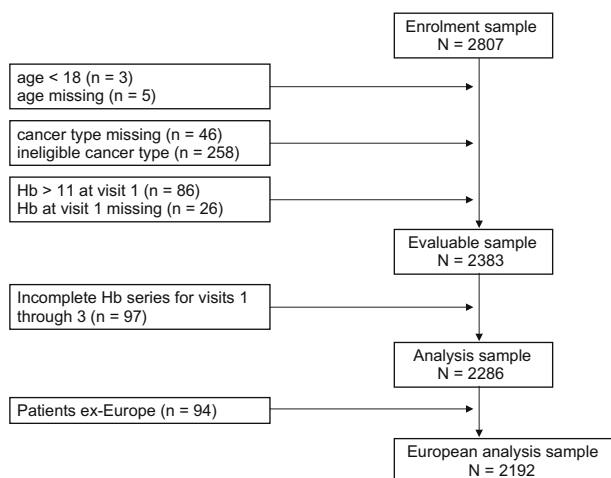 Enrolment sample
N = 2807
age < 18 (n = 3)
age missing (n = 5)
cancer type missing (n = 46)
ineligible cancer type (n = 258)
Hb > 11 at visit 1 (n = 86)
Hb at visit 1 missing (n = 26)
Evaluable sample
N = 2383
Incomplete Hb series for visits 1
through 3 (n = 97)
Analysis sample
N = 2286
Patients ex-Europe (n = 94)
European analysis sample
N = 2192